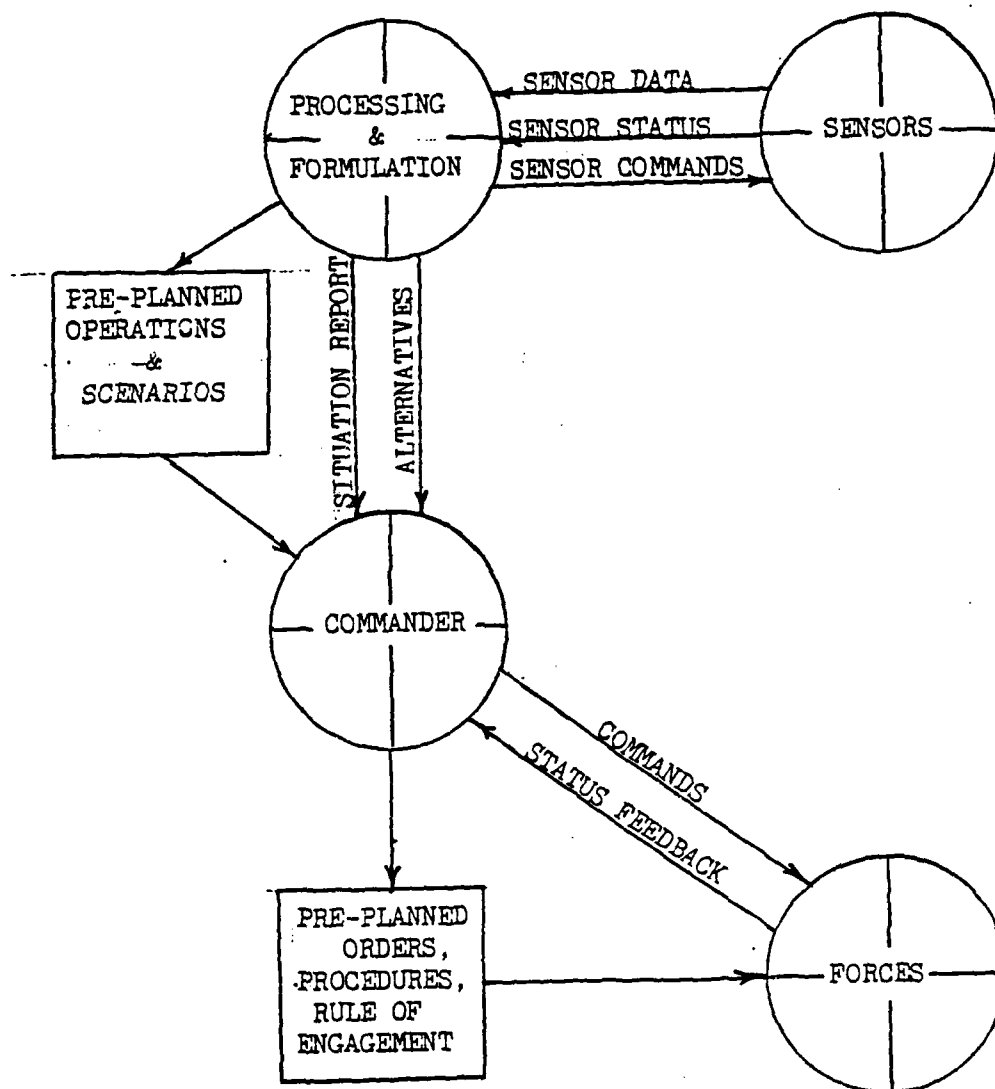 PROCESSING
&
FORMULATION
SENSOR DATA
SENSOR STATUS
SENSOR COMMANDS
SENSORS
PRE-PLANNED
OPERATIONS
&
SCENARIOS
SITUATION REPORT
ALTERNATIVES
COMMANDER
COMMANDS
STATUS FEEDBACK
PRE-PLANNED
ORDERS,
PROCEDURES,
RULE OF
ENGAGEMENT
FORCES